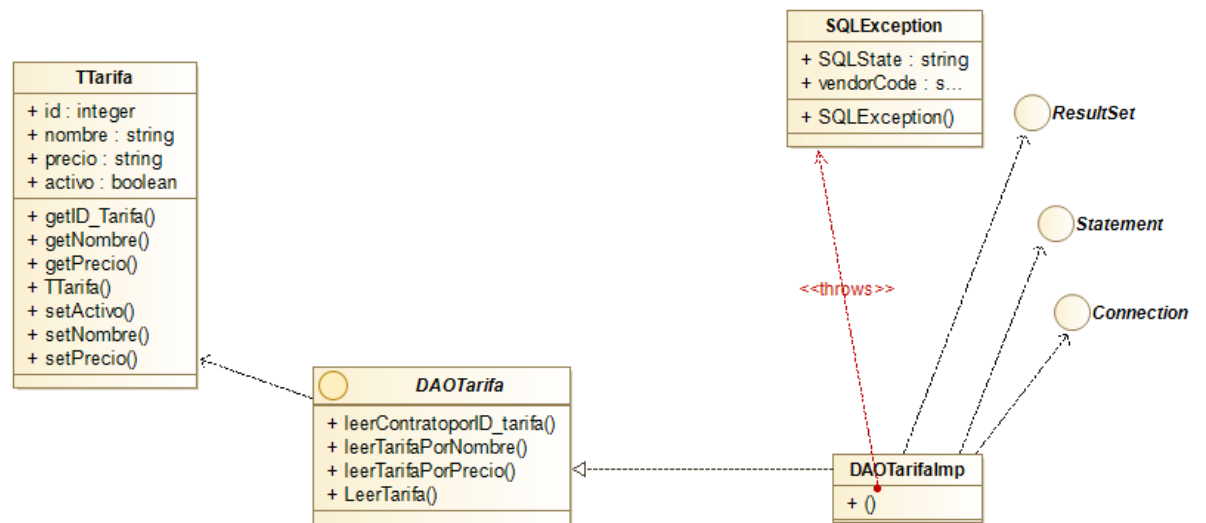 TTarifa
+ id : integer
+ nombre : string
+ precio : string
+ activo : boolean
+ getID_Tarifa()
+ getNombre()
+ getPrecio()
+ TTarifa()
+ setActivo()
+ setNombre()
+ setPrecio()
SQLException
+ SQLState : string
+ vendorCode : s...
+ SQLException()
ResultSet
Statement
<<throws>>
Connection
DAOTarifa
+ leerContratoporID_tarifa()
+ leerTarifaPorNombre()
+ leerTarifaPorPrecio()
+ LeerTarifa()
DAOTarifaImp
+ ()